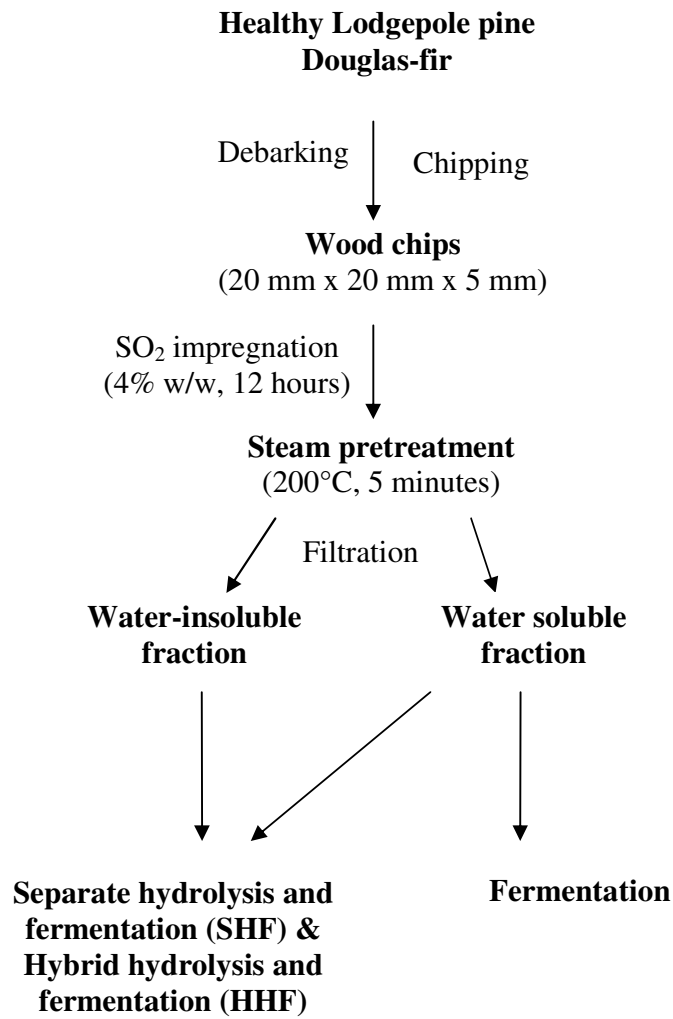 Healthy Lodgepole pine
Douglas-fir
Debarking
Chipping
Wood chips
(20 mm x 20 mm x 5 mm)
SO₂ impregnation
(4% w/w, 12 hours)
Steam pretreatment
(200°C, 5 minutes)
Filtration
Water-insoluble
fraction
Water soluble
fraction
Separate hydrolysis and
fermentation (SHF) &
Hybrid hydrolysis and
fermentation (HHF)
Fermentation